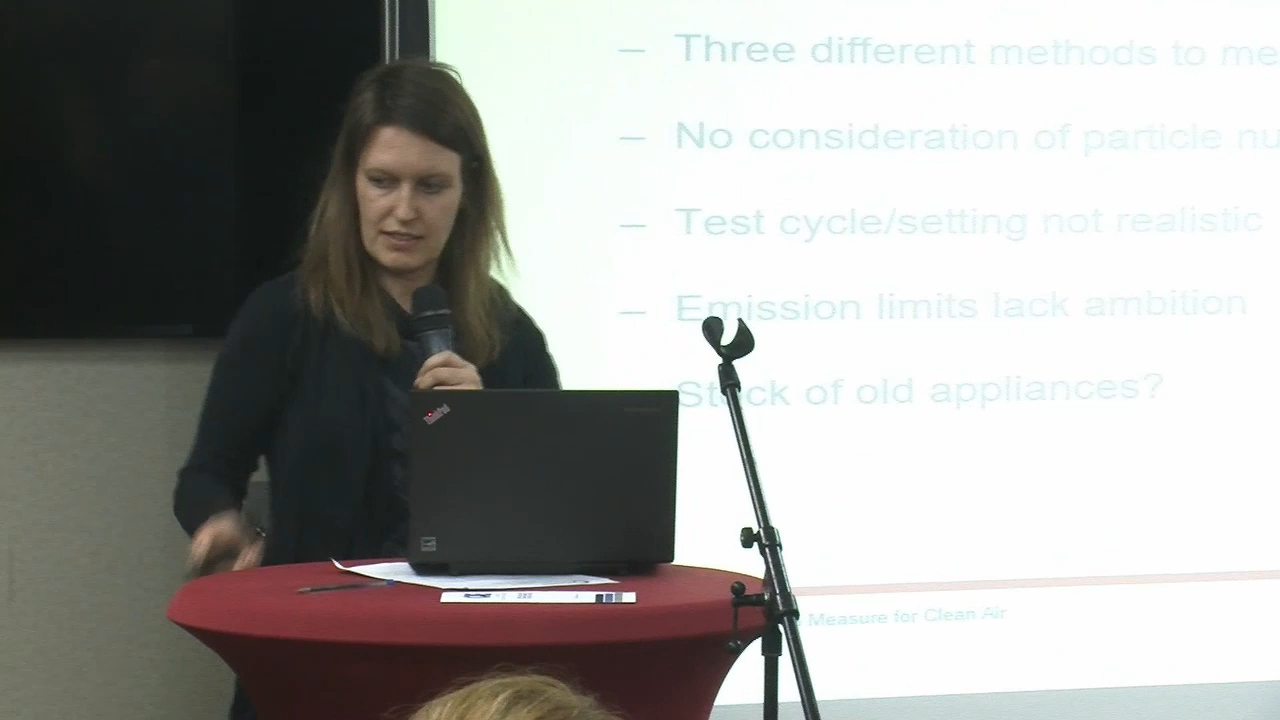 – Three different methods to me
– No consideration of particle nu
– Test cycle/setting not realistic
– Emission limits lack ambition
Stock of old appliances?
ThinkPad
Measure for Clean Air